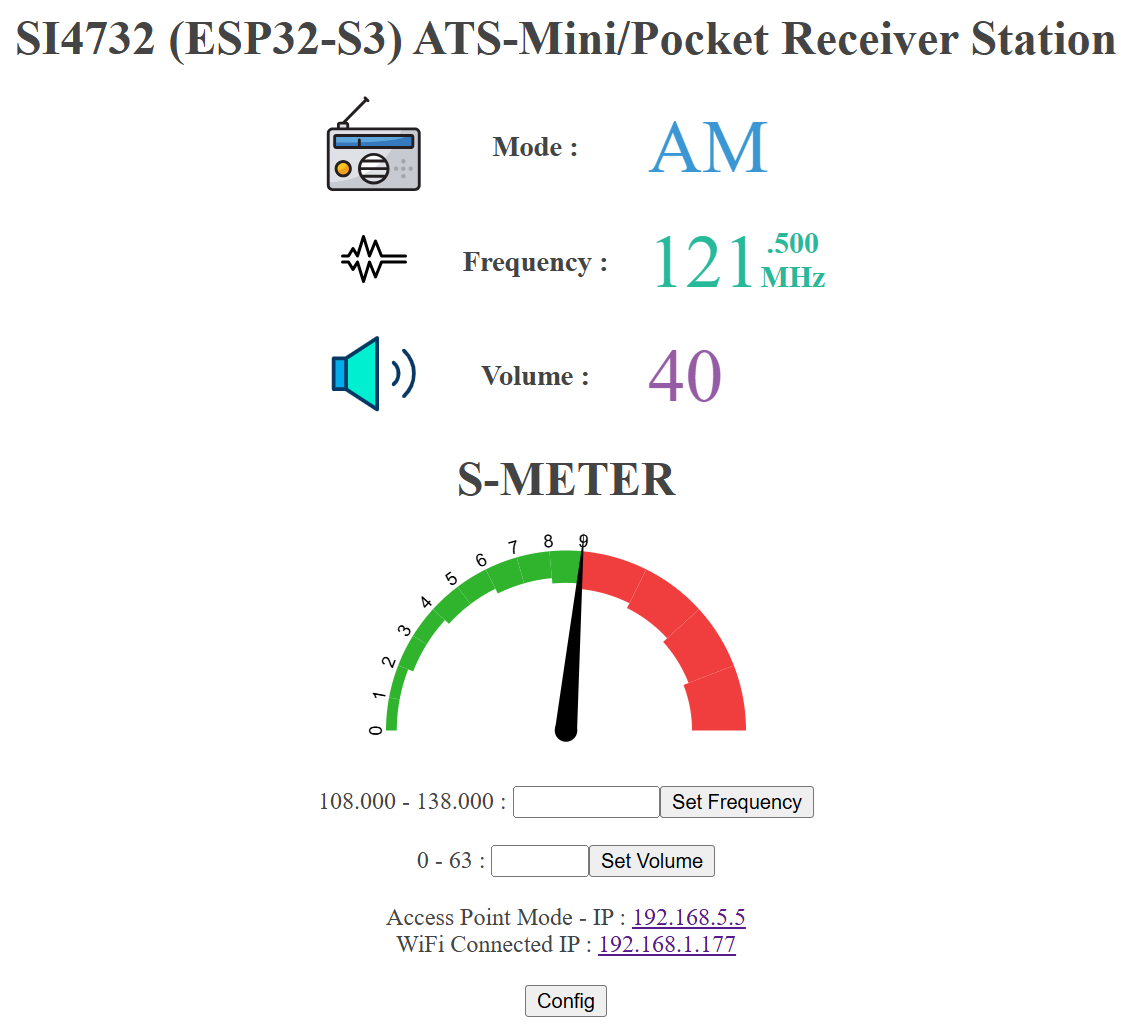 SI4732 (ESP32-S3) ATS-Mini/Pocket Receiver Station
Mode : AM
Frequency : 121.500 MHz
Volume : 40
S-METER
0 1 2 3 4 5 6 7 8 9
108.000 - 138.000 : Set Frequency
0 - 63 : Set Volume
Access Point Mode - IP : 192.168.5.5
WiFi Connected IP : 192.168.1.177
Config